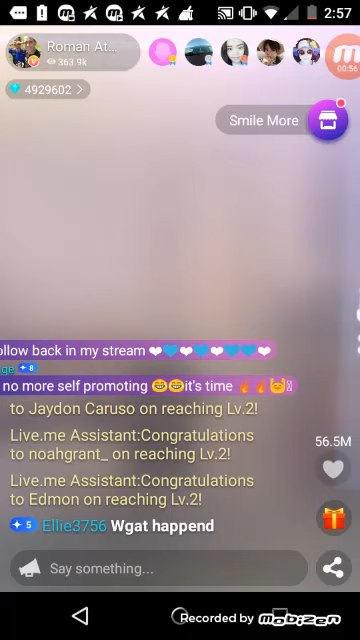 2:57
Roman At...
363.9k
00:56
4929602
Smile More
ollow back in my stream
ge 8
no more self promoting 😂😂it's time 🔥🔥🤘
to Jaydon Caruso on reaching Lv.2!
Live.me Assistant:Congratulations
to noahgrant_ on reaching Lv.2!
56.5M
Live.me Assistant:Congratulations
to Edmon on reaching Lv.2!
5 Ellie3756 Wgat happend
Say something...
Recorded by mobizen